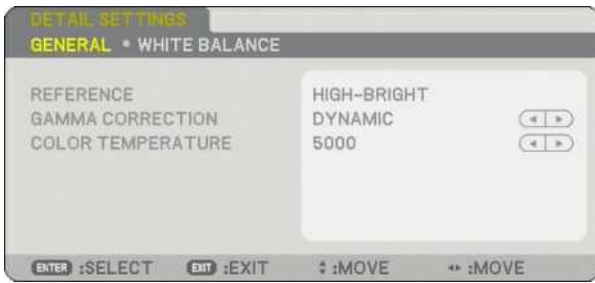 DETAIL SETTINGS
GENERAL • WHITE BALANCE
REFERENCE HIGH-BRIGHT
GAMMA CORRECTION DYNAMIC
COLOR TEMPERATURE 5000
ENTER :SELECT EXIT :EXIT :MOVE :MOVE